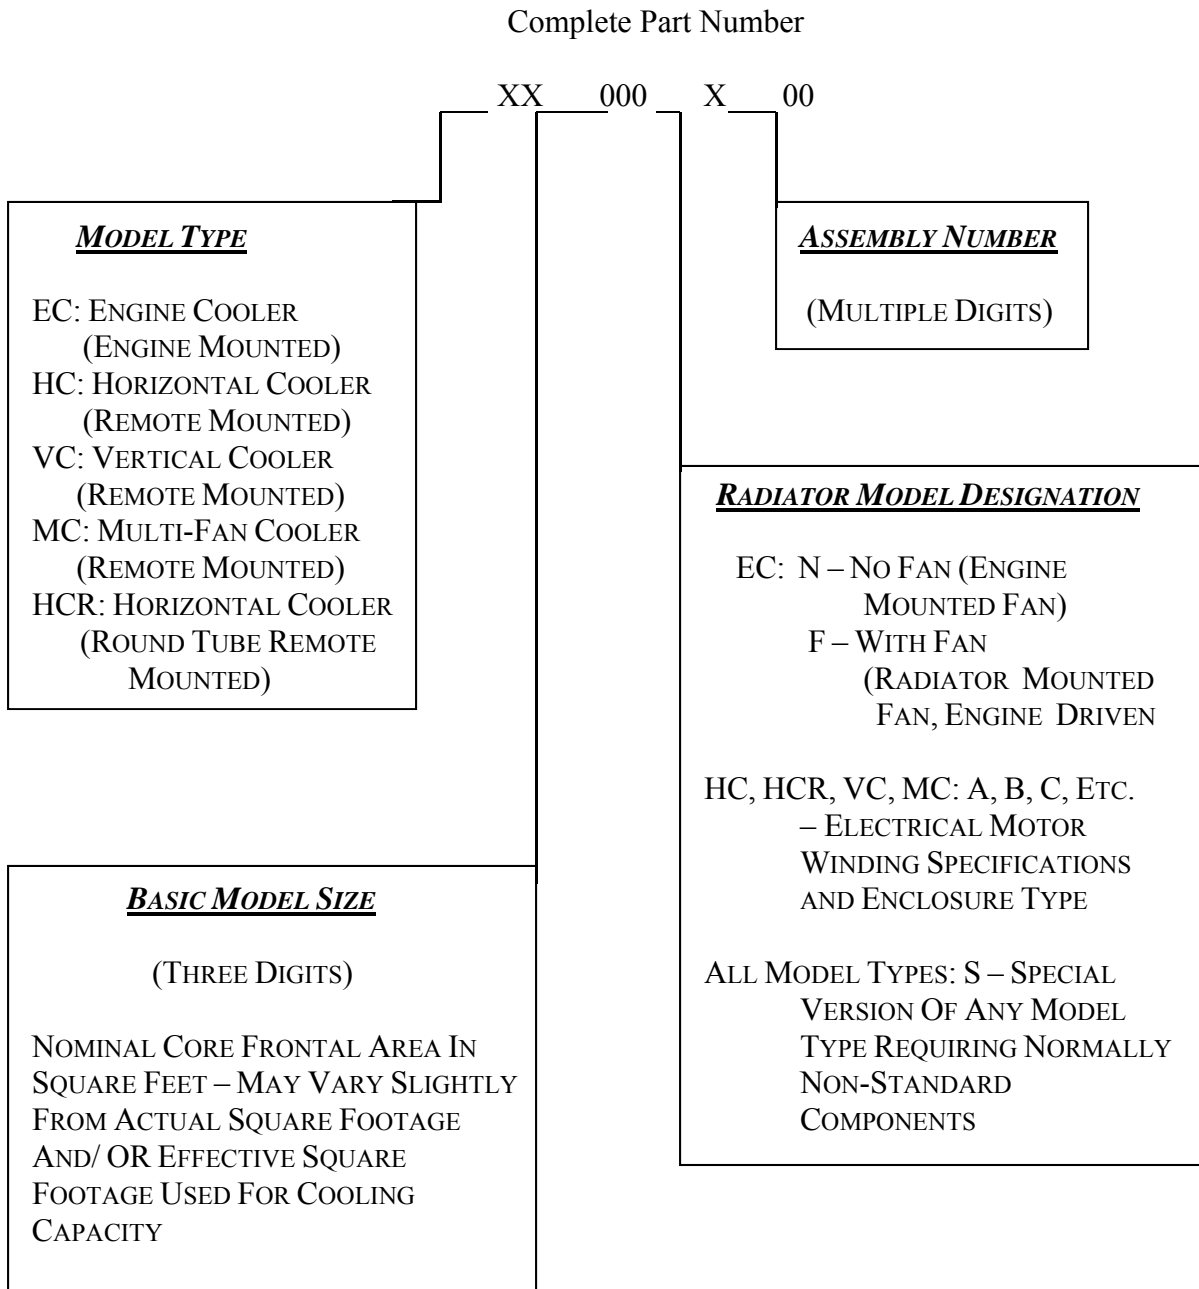 Complete Part Number
XX 000 X 00
MODEL TYPE
EC: ENGINE COOLER
(ENGINE MOUNTED)
HC: HORIZONTAL COOLER
(REMOTE MOUNTED)
VC: VERTICAL COOLER
(REMOTE MOUNTED)
MC: MULTI-FAN COOLER
(REMOTE MOUNTED)
HCR: HORIZONTAL COOLER
(ROUND TUBE REMOTE
MOUNTED)
ASSEMBLY NUMBER
(MULTIPLE DIGITS)
RADIATOR MODEL DESIGNATION
EC: N – NO FAN (ENGINE
MOUNTED FAN)
F – WITH FAN
(RADIATOR MOUNTED
FAN, ENGINE DRIVEN
HC, HCR, VC, MC: A, B, C, ETC.
– ELECTRICAL MOTOR
WINDING SPECIFICATIONS
AND ENCLOSURE TYPE
ALL MODEL TYPES: S – SPECIAL
VERSION OF ANY MODEL
TYPE REQUIRING NORMALLY
NON-STANDARD
COMPONENTS
BASIC MODEL SIZE
(THREE DIGITS)
NOMINAL CORE FRONTAL AREA IN
SQUARE FEET – MAY VARY SLIGHTLY
FROM ACTUAL SQUARE FOOTAGE
AND/ OR EFFECTIVE SQUARE
FOOTAGE USED FOR COOLING
CAPACITY